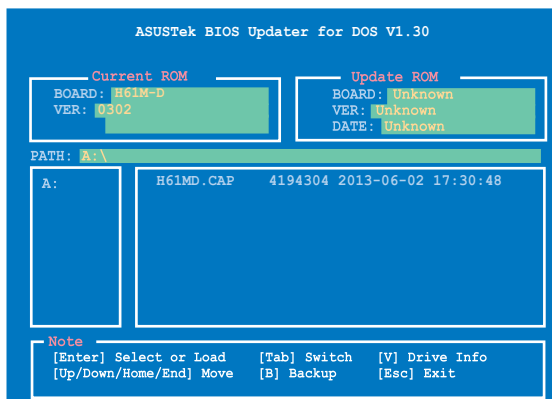 ASUSTek BIOS Updater for DOS V1.30
Current ROM
BOARD: H61M-D
VER: 0302
Update ROM
BOARD: Unknown
VER: Unknown
DATE: Unknown
PATH: A:\
A:
H61MD.CAP 4194304 2013-06-02 17:30:48
Note
[Enter] Select or Load [Tab] Switch [V] Drive Info
[Up/Down/Home/End] Move [B] Backup [Esc] Exit